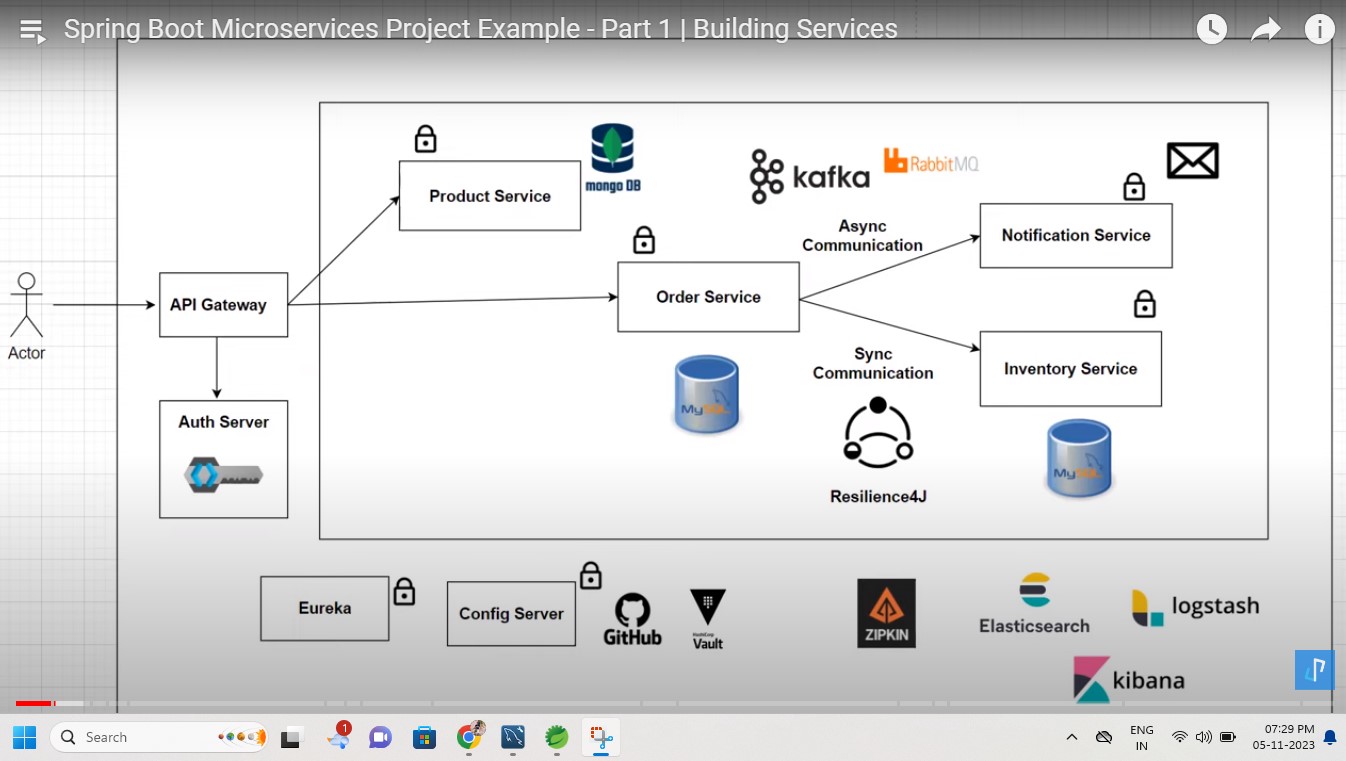 Spring Boot Microservices Project Example - Part 1 | Building Services
mongo DB
kafka
RabbitMQ
Product Service
Async
Communication
Notification Service
Order Service
API Gateway
Actor
Sync
Communication
Inventory Service
MySQL
Auth Server
MySQL
Resilience4J
Eureka
Config Server
GitHub
HashiCorp
Vault
ZIPKIN
Elasticsearch
logstash
kibana
Search
1
ENG
IN
07:29 PM
05-11-2023